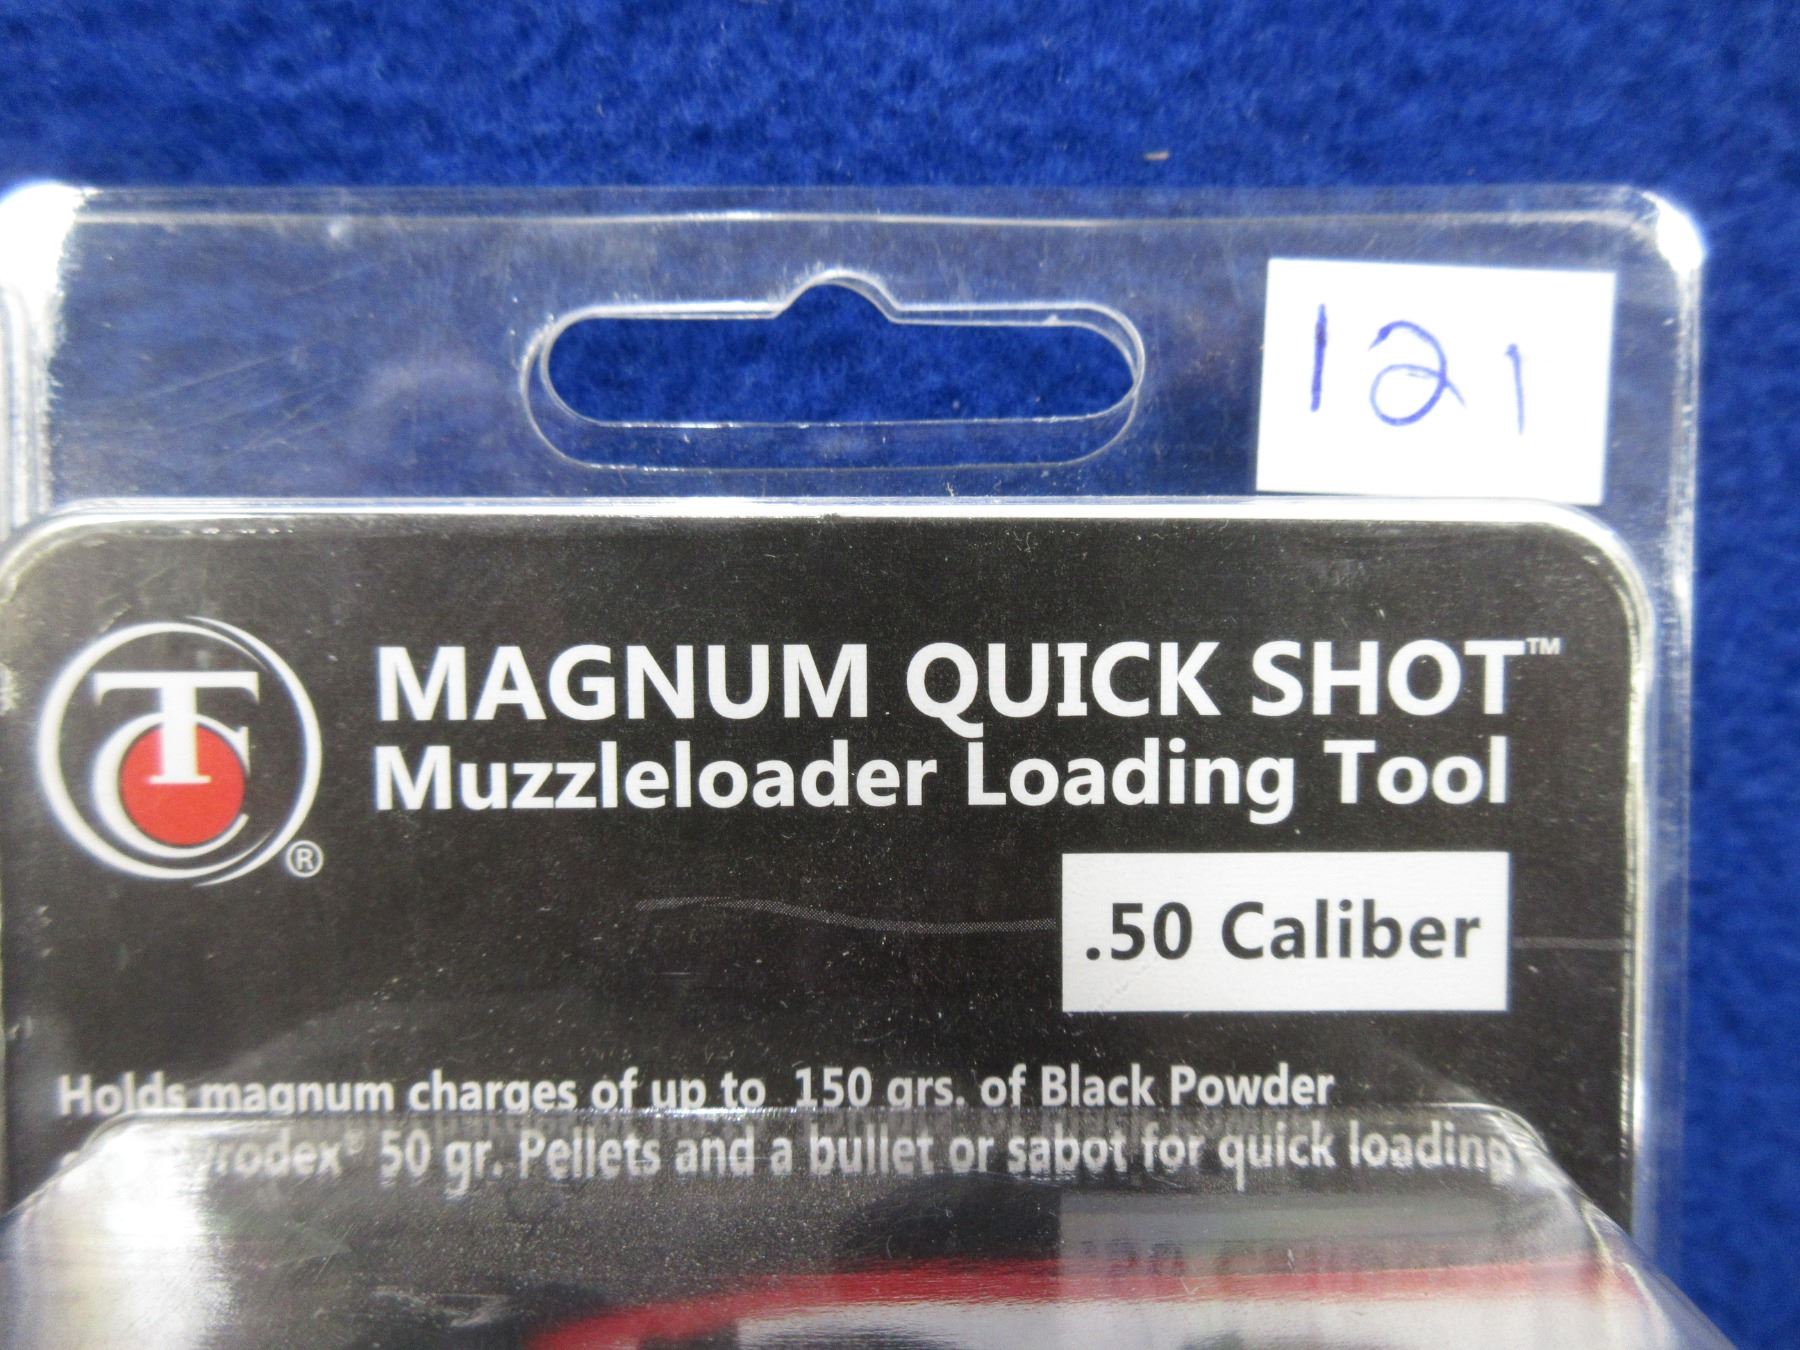 121
TC®
MAGNUM QUICK SHOT™
Muzzleloader Loading Tool
.50 Caliber
Holds magnum charges of up to 150 grs. of Black Powder
50 gr. Pellets and a bullet or sabot for quick loading